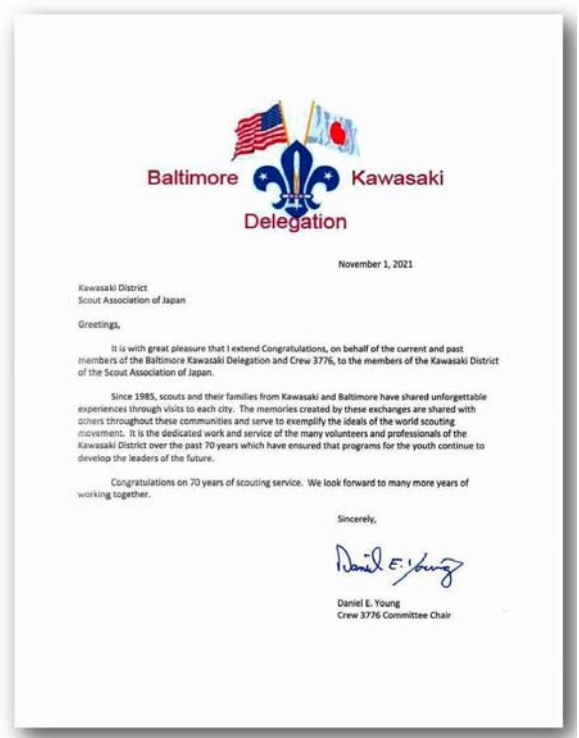 Baltimore Kawasaki
Delegation
November 1, 2021
Kawasaki District
Scout Association of Japan
Greetings,
It is with great pleasure that I extend Congratulations, on behalf of the current and past
members of the Baltimore Kawasaki Delegation and Crew 3776, to the members of the Kawasaki District
of the Scout Association of Japan.
Since 1985, scouts and their families from Kawasaki and Baltimore have shared unforgettable
experiences through visits to each city. The memories created by these exchanges are shared with
others throughout these communities and serve to exemplify the ideals of the world scouting
movement. It is the dedicated work and service of the many volunteers and professionals of the
Kawasaki District over the past 70 years which have ensured that programs for the youth continue to
develop the leaders of the future.
Congratulations on 70 years of scouting service. We look forward to many more years of
working together.
Sincerely,
Daniel E. Young
Daniel E. Young
Crew 3776 Committee Chair